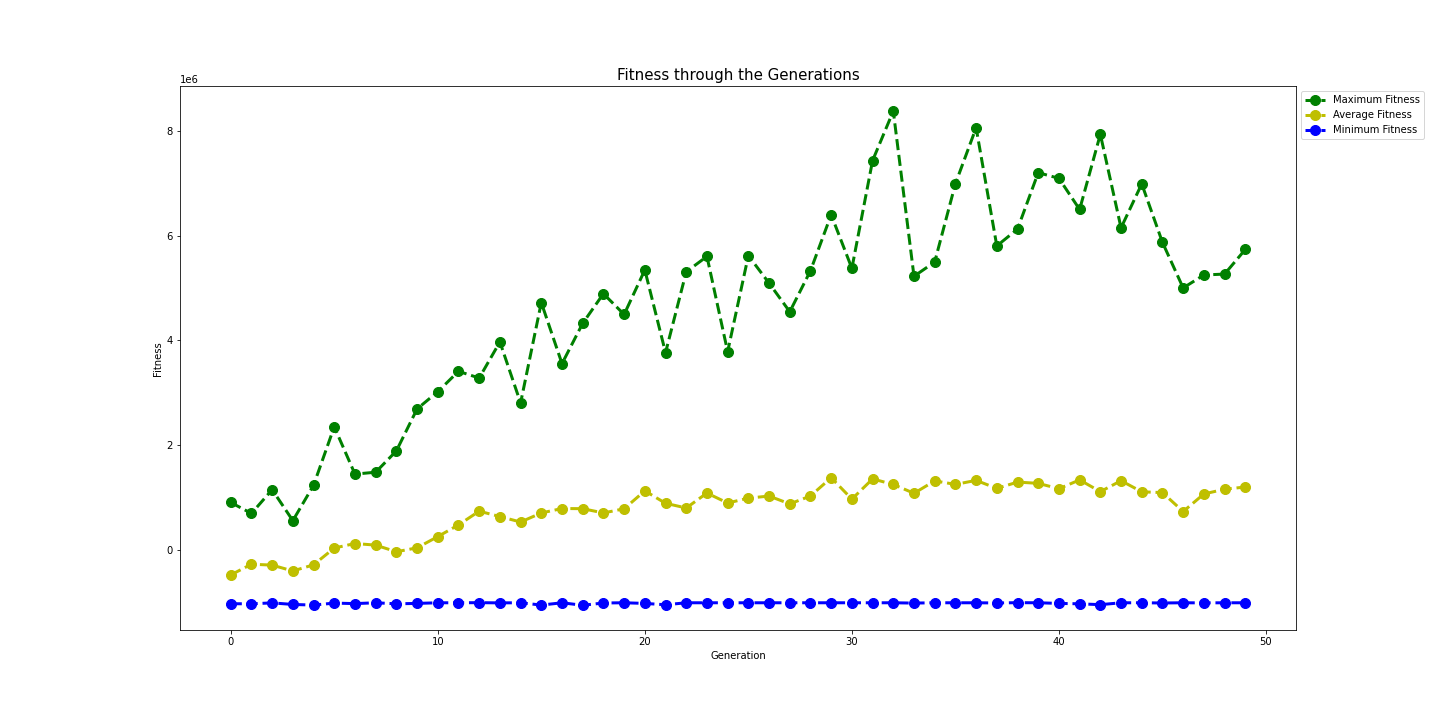 Fitness through the Generations
1e6
Maximum Fitness
Average Fitness
Minimum Fitness
8
6
4
2
0
Fitness
0 10 20 30 40 50
Generation